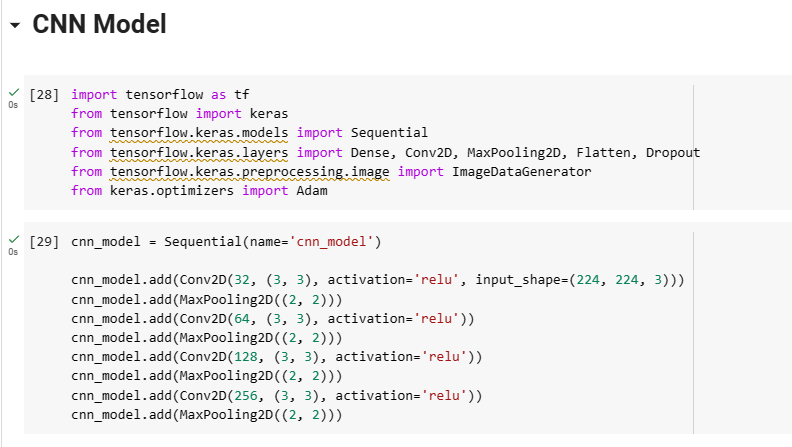 CNN Model
[28] import tensorflow as tf
from tensorflow import keras
from tensorflow.keras.models import Sequential
from tensorflow.keras.layers import Dense, Conv2D, MaxPooling2D, Flatten, Dropout
from tensorflow.keras.preprocessing.image import ImageDataGenerator
from keras.optimizers import Adam
0s
[29] cnn_model = Sequential(name='cnn_model')
0s
cnn_model.add(Conv2D(32, (3, 3), activation='relu', input_shape=(224, 224, 3)))
cnn_model.add(MaxPooling2D((2, 2)))
cnn_model.add(Conv2D(64, (3, 3), activation='relu'))
cnn_model.add(MaxPooling2D((2, 2)))
cnn_model.add(Conv2D(128, (3, 3), activation='relu'))
cnn_model.add(MaxPooling2D((2, 2)))
cnn_model.add(Conv2D(256, (3, 3), activation='relu'))
cnn_model.add(MaxPooling2D((2, 2)))